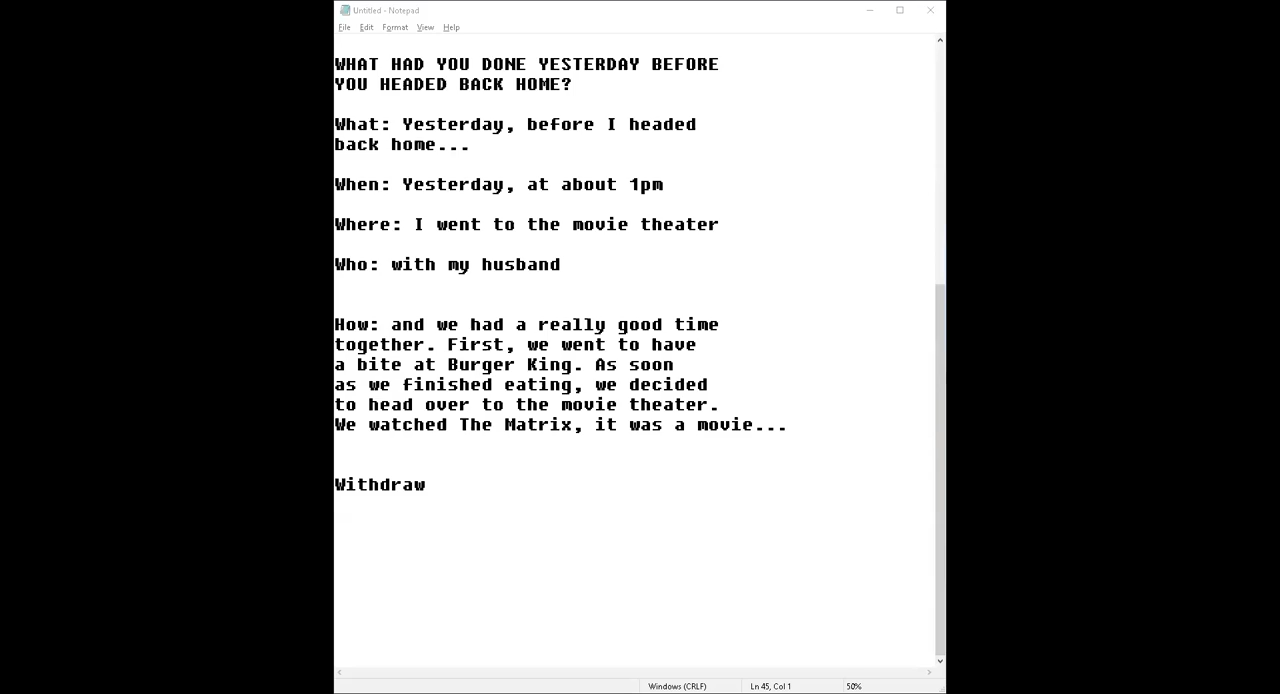 Untitled - Notepad
File Edit Format View Help
WHAT HAD YOU DONE YESTERDAY BEFORE
YOU HEADED BACK HOME?
What: Yesterday, before I headed
back home...
When: Yesterday, at about 1pm
Where: I went to the movie theater
Who: with my husband
How: and we had a really good time
together. First, we went to have
a bite at Burger King. As soon
as we finished eating, we decided
to head over to the movie theater.
We watched The Matrix, it was a movie...
Withdraw
Windows (CRLF) Ln 45, Col 1 50%